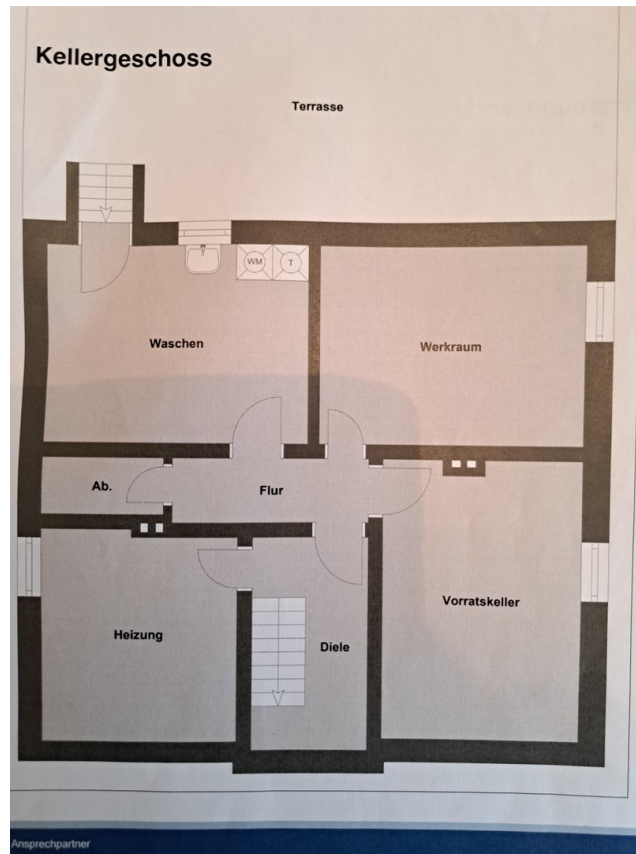 Kellergeschoss
Terrasse
WM
T
Waschen
Werkraum
Ab.
Flur
Vorratskeller
Heizung
Diele
Ansprechpartner